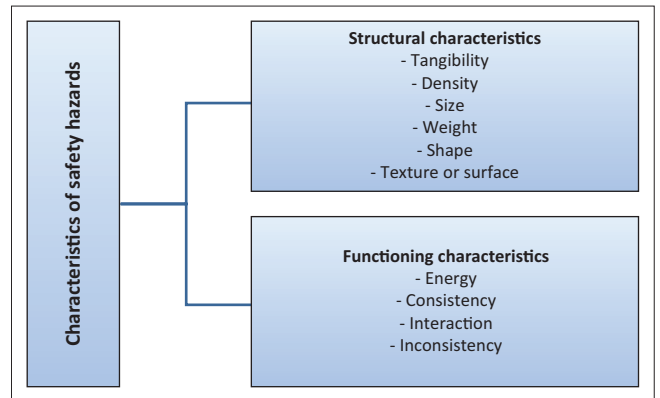 Characteristics of safety hazards
Structural characteristics
- Tangibility
- Density
- Size
- Weight
- Shape
- Texture or surface
Functioning characteristics
- Energy
- Consistency
- Interaction
- Inconsistency